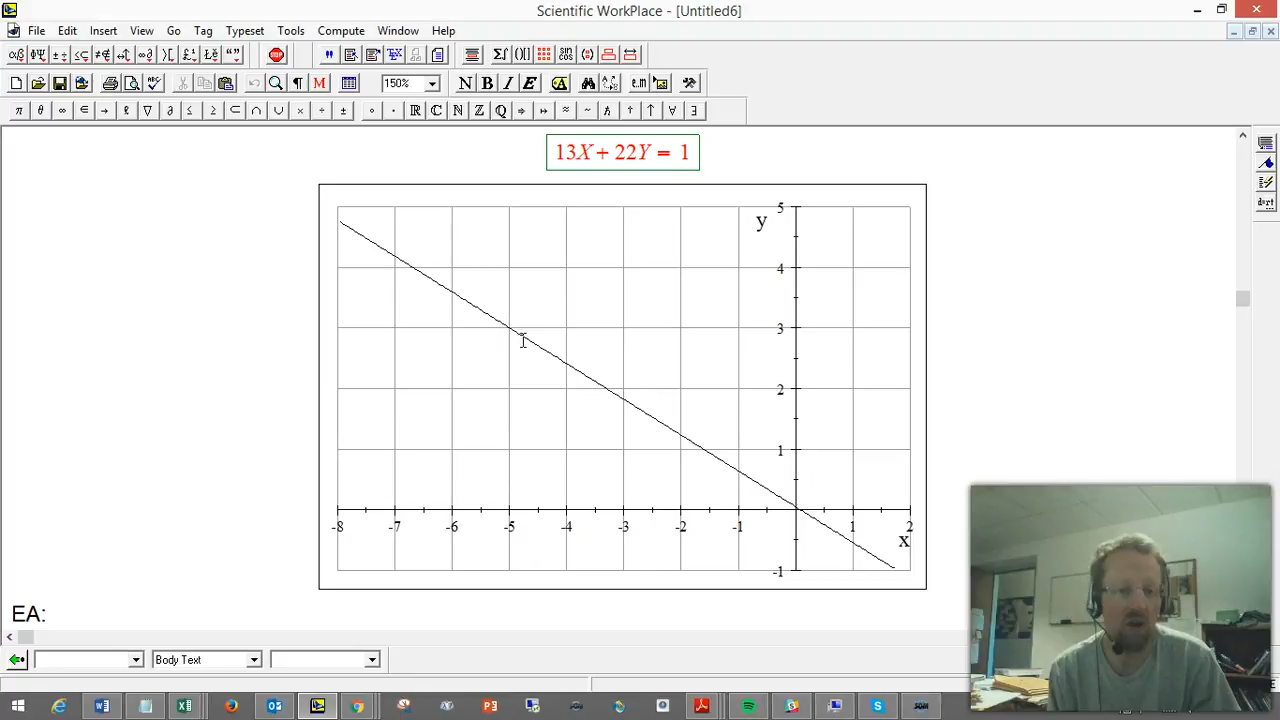 Scientific WorkPlace - [Untitled6]
File Edit Insert View Go Tag Typeset Tools Compute Window Help
150%
N B I E
π θ ∞ ∈ → ℓ ∇ ∂ ≤ ≥ ⊂ ∩ ∪ × ÷ ± ∘ · ℝ ℂ ℕ ℤ ℚ
13X + 22Y = 1
y
5
4
3
2
1
-8 -7 -6 -5 -4 -3 -2 -1 1 2
x
-1
EA:
Body Text